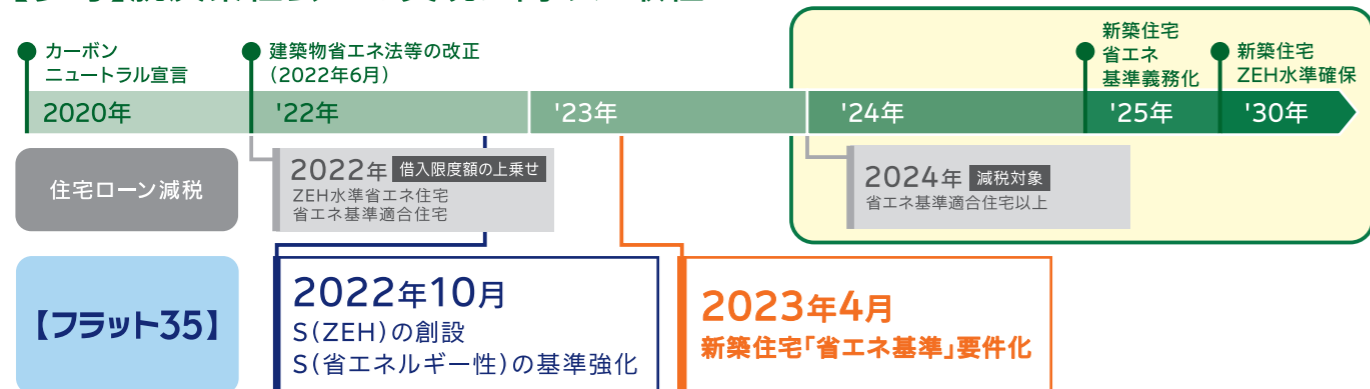 カーボン
ニュートラル宣言
建築物省エネ法等の改正
(2022年6月)
新築住宅
省エネ
基準義務化
新築住宅
ZEH水準確保
2020年
'22年
'23年
'24年
'25年
'30年
住宅ローン減税
2022年 借入限度額の上乗せ
ZEH水準省エネ住宅
省エネ基準適合住宅
2024年 減税対象
省エネ基準適合住宅以上
【フラット35】
2022年10月
S(ZEH)の創設
S(省エネルギー性)の基準強化
2023年4月
新築住宅「省エネ基準」要件化